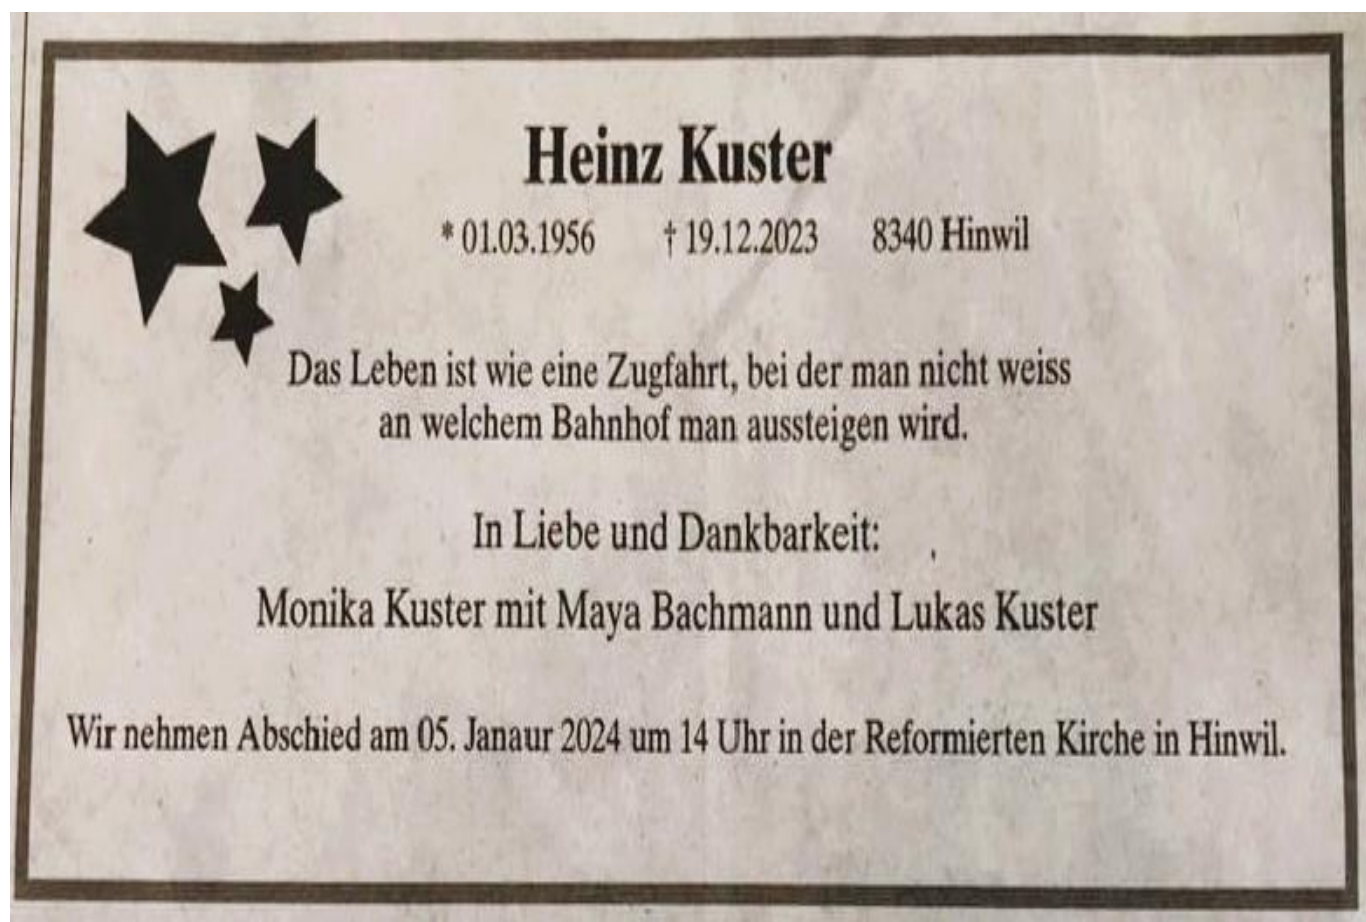 Heinz Kuster
* 01.03.1956 † 19.12.2023 8340 Hinwil
Das Leben ist wie eine Zugfahrt, bei der man nicht weiss
an welchem Bahnhof man aussteigen wird.
In Liebe und Dankbarkeit:
Monika Kuster mit Maya Bachmann und Lukas Kuster
Wir nehmen Abschied am 05. Janaur 2024 um 14 Uhr in der Reformierten Kirche in Hinwil.